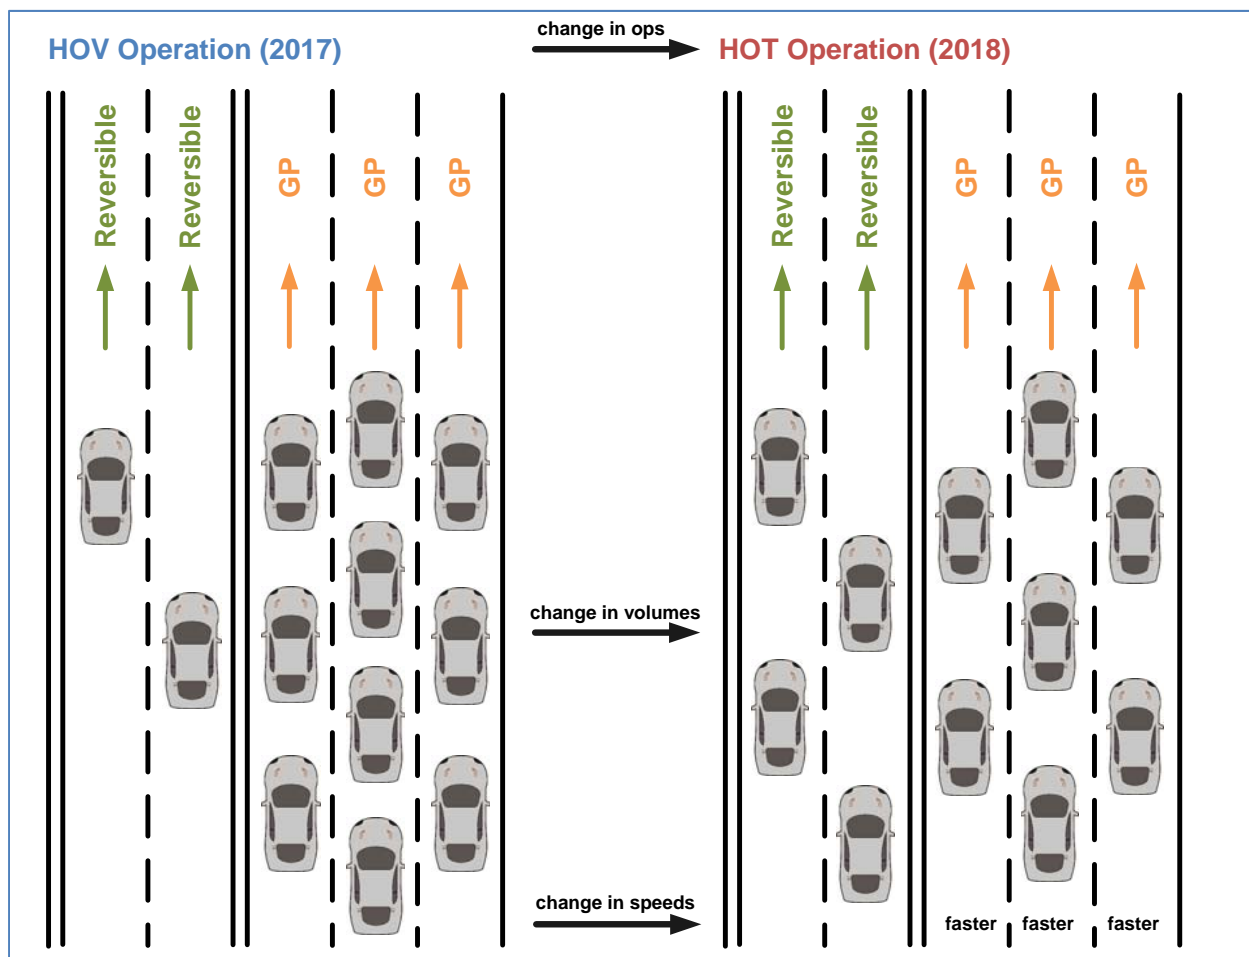 change in ops
HOV Operation (2017)
HOT Operation (2018)
Reversible
Reversible
GP
GP
GP
Reversible
Reversible
GP
GP
GP
change in volumes
change in speeds
faster
faster
faster